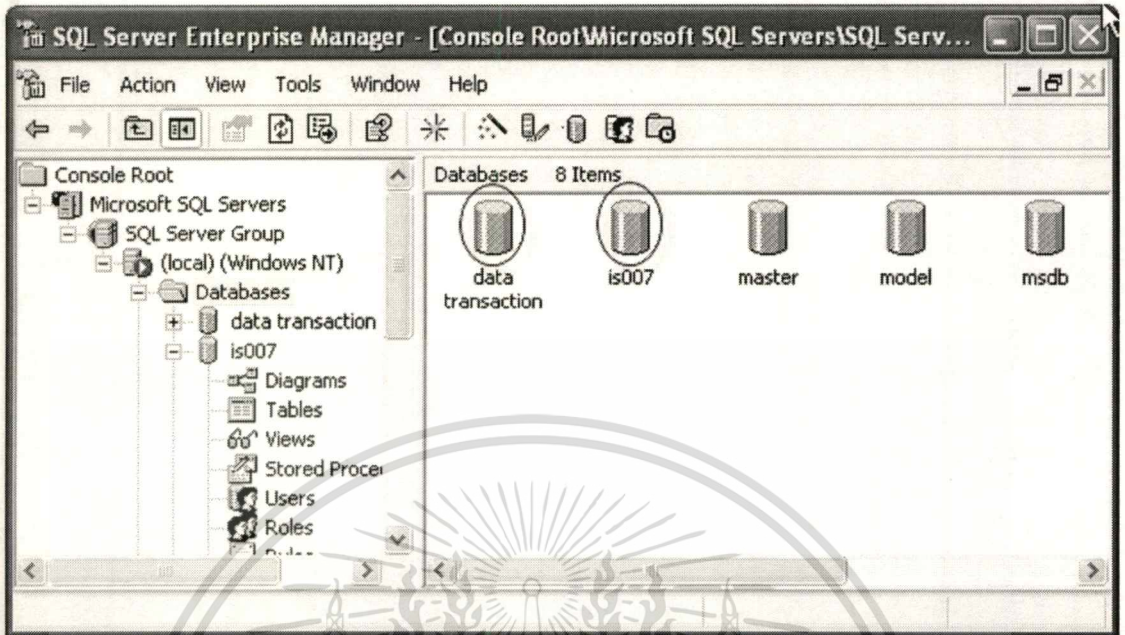 SQL Server Enterprise Manager - [Console Root\Microsoft SQL Servers\SQL Serv...
File Action View Tools Window Help
Console Root
Microsoft SQL Servers
SQL Server Group
(local) (Windows NT)
Databases
data transaction
is007
Diagrams
Tables
Views
Stored Proce
Users
Roles
Databases 8 Items
data transaction
is007
master
model
msdb